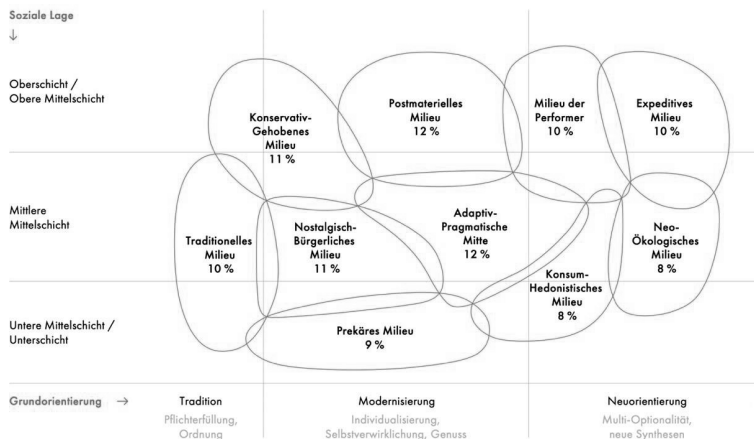 Soziale Lage
↓
Oberschicht /
Obere Mittelschicht
Konservativ-
Gehobenes
Milieu
11 %
Postmaterielles
Milieu
12 %
Milieu der
Performer
10 %
Expeditives
Milieu
10 %
Mittlere
Mittelschicht
Traditionelles
Milieu
10 %
Nostalgisch-
Bürgerliches
Milieu
11 %
Adaptiv-
Pragmatische
Mitte
12 %
Konsum-
Hedonistisches
Milieu
8 %
Neo-
Ökologisches
Milieu
8 %
Untere Mittelschicht /
Unterschicht
Prekäres Milieu
9 %
Grundorientierung →
Tradition
Pflichterfüllung,
Ordnung
Modernisierung
Individualisierung,
Selbstverwirklichung, Genuss
Neuorientierung
Multi-Optionalität,
neue Synthesen